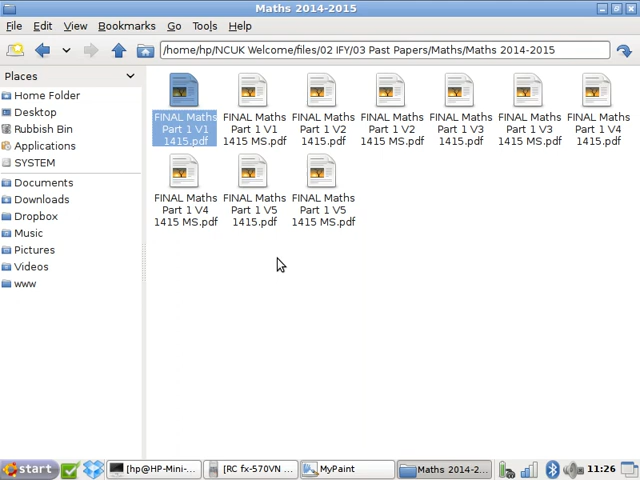 Maths 2014-2015
File Edit View Bookmarks Go Tools Help
/home/hp/NCUK Welcome/files/02 IFY/03 Past Papers/Maths/Maths 2014-2015
Places
Home Folder
Desktop
Rubbish Bin
Applications
SYSTEM
Documents
Downloads
Dropbox
Music
Pictures
Videos
www
FINAL Maths
Part 1 V1
1415.pdf
FINAL Maths
Part 1 V1
1415 MS.pdf
FINAL Maths
Part 1 V2
1415.pdf
FINAL Maths
Part 1 V2
1415 MS.pdf
FINAL Maths
Part 1 V3
1415.pdf
FINAL Maths
Part 1 V3
1415 MS.pdf
FINAL Maths
Part 1 V4
1415.pdf
FINAL Maths
Part 1 V4
1415 MS.pdf
FINAL Maths
Part 1 V5
1415.pdf
FINAL Maths
Part 1 V5
1415 MS.pdf
start [hp@HP-Mini-... [RC fx-570VN ... MyPaint Maths 2014-2... 11:26